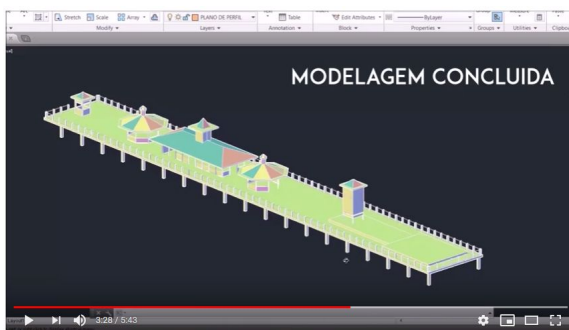 Stretch Scale Array PLANO DE PERFIL Table Edit Attributes ByLayer
Modify Layers Annotation Block Properties Groups Utilities
MODELAGEM CONCLUIDA
3:28 / 5:43